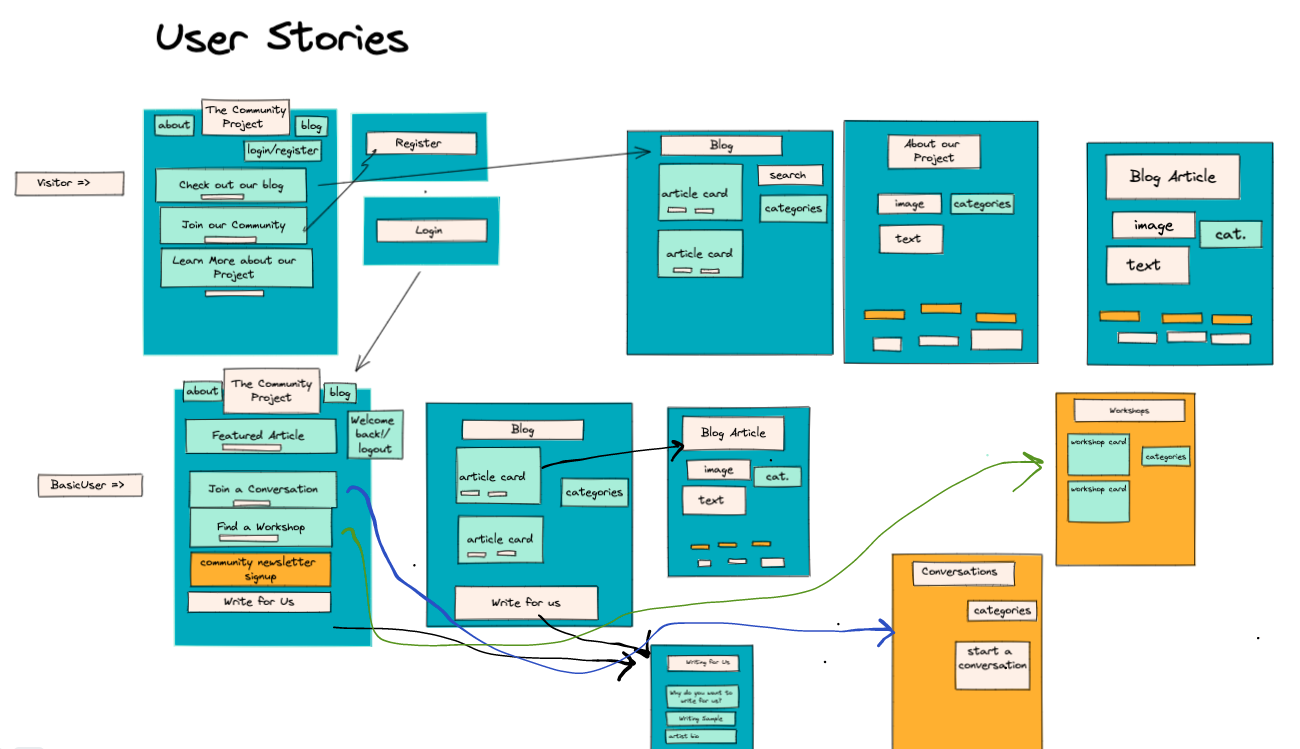 User Stories
Visitor =>
The Community
Project
about
blog
login/register
Check out our blog
Join our Community
Learn More about our
Project
Register
Login
Blog
article card
search
categories
article card
About our
Project
image
categories
text
Blog Article
image
cat.
text
BasicUser =>
about
The Community
Project
blog
Welcome
back!/
logout
Featured Article
Join a Conversation
Find a Workshop
community newsletter
signup
Write for Us
Blog
article card
categories
article card
Write for us
Blog Article
image
cat.
text
Writing for Us
Why do you want to
write for us?
Writing Sample
artist bio
Conversations
categories
start a
conversation
Workshops
workshop card
categories
workshop card